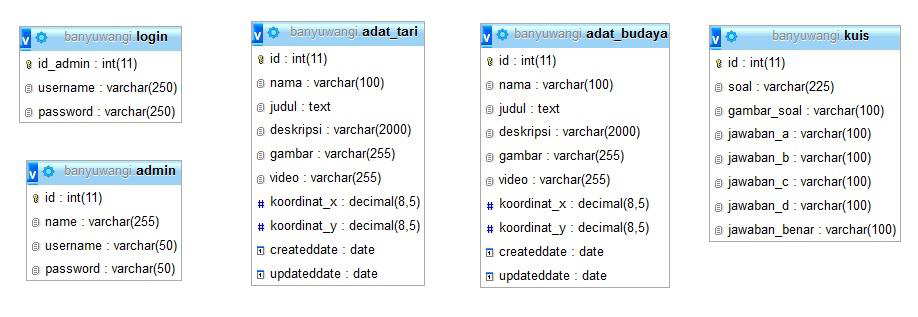 banyuwangi login
id_admin : int(11)
username : varchar(250)
password : varchar(250)
banyuwangi admin
id : int(11)
name : varchar(255)
username : varchar(50)
password : varchar(50)
banyuwangi adat_tari
id : int(11)
nama : varchar(100)
judul : text
deskripsi : varchar(2000)
gambar : varchar(255)
video : varchar(255)
# koordinat_x : decimal(8,5)
# koordinat_y : decimal(8,5)
createddate : date
updateddate : date
banyuwangi adat_budaya
id : int(11)
nama : varchar(100)
judul : text
deskripsi : varchar(2000)
gambar : varchar(255)
video : varchar(255)
# koordinat_x : decimal(8,5)
# koordinat_y : decimal(8,5)
createddate : date
updateddate : date
banyuwangi kuis
id : int(11)
soal : varchar(225)
gambar_soal : varchar(100)
jawaban_a : varchar(100)
jawaban_b : varchar(100)
jawaban_c : varchar(100)
jawaban_d : varchar(100)
jawaban_benar : varchar(100)